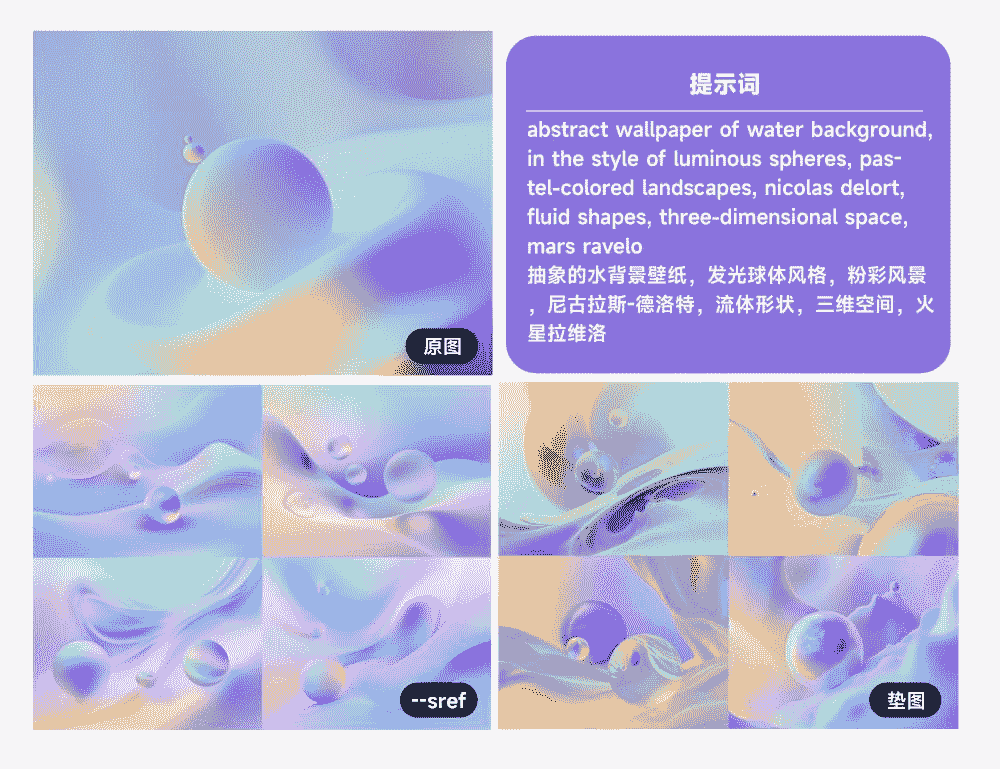 提示词
abstract wallpaper of water background,
in the style of luminous spheres, pas-
tel-colored landscapes, nicolas delort,
fluid shapes, three-dimensional space,
mars ravelo
抽象的水背景壁纸，发光球体风格，粉彩风景
，尼古拉斯-德洛特，流体形状，三维空间，火
星拉维洛
原图
--sref
垫图